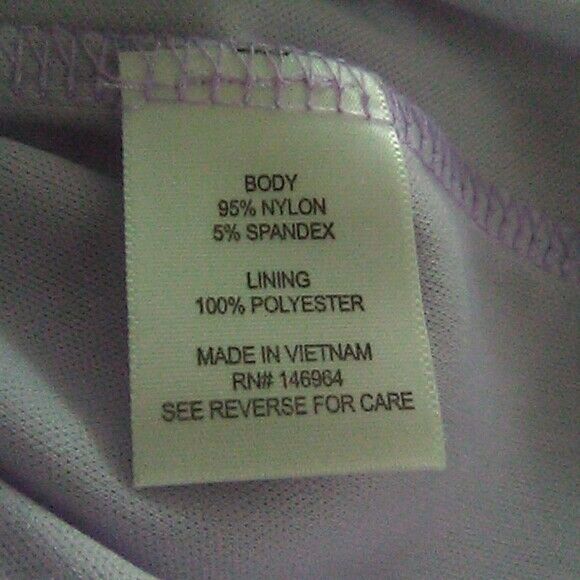 BODY
95% NYLON
5% SPANDEX
LINING
100% POLYESTER
MADE IN VIETNAM
RN# 146964
SEE REVERSE FOR CARE